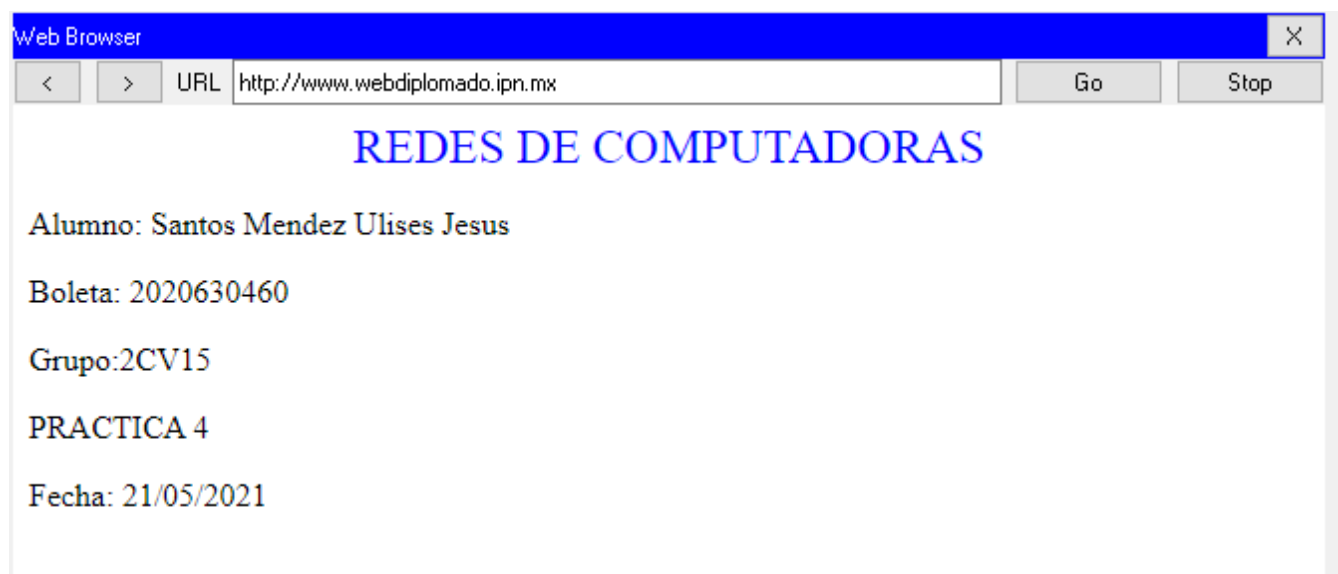 Web Browser X
< > URL http://www.webdiplomado.ipn.mx Go Stop
REDES DE COMPUTADORAS
Alumno: Santos Mendez Ulises Jesus
Boleta: 2020630460
Grupo:2CV15
PRACTICA 4
Fecha: 21/05/2021